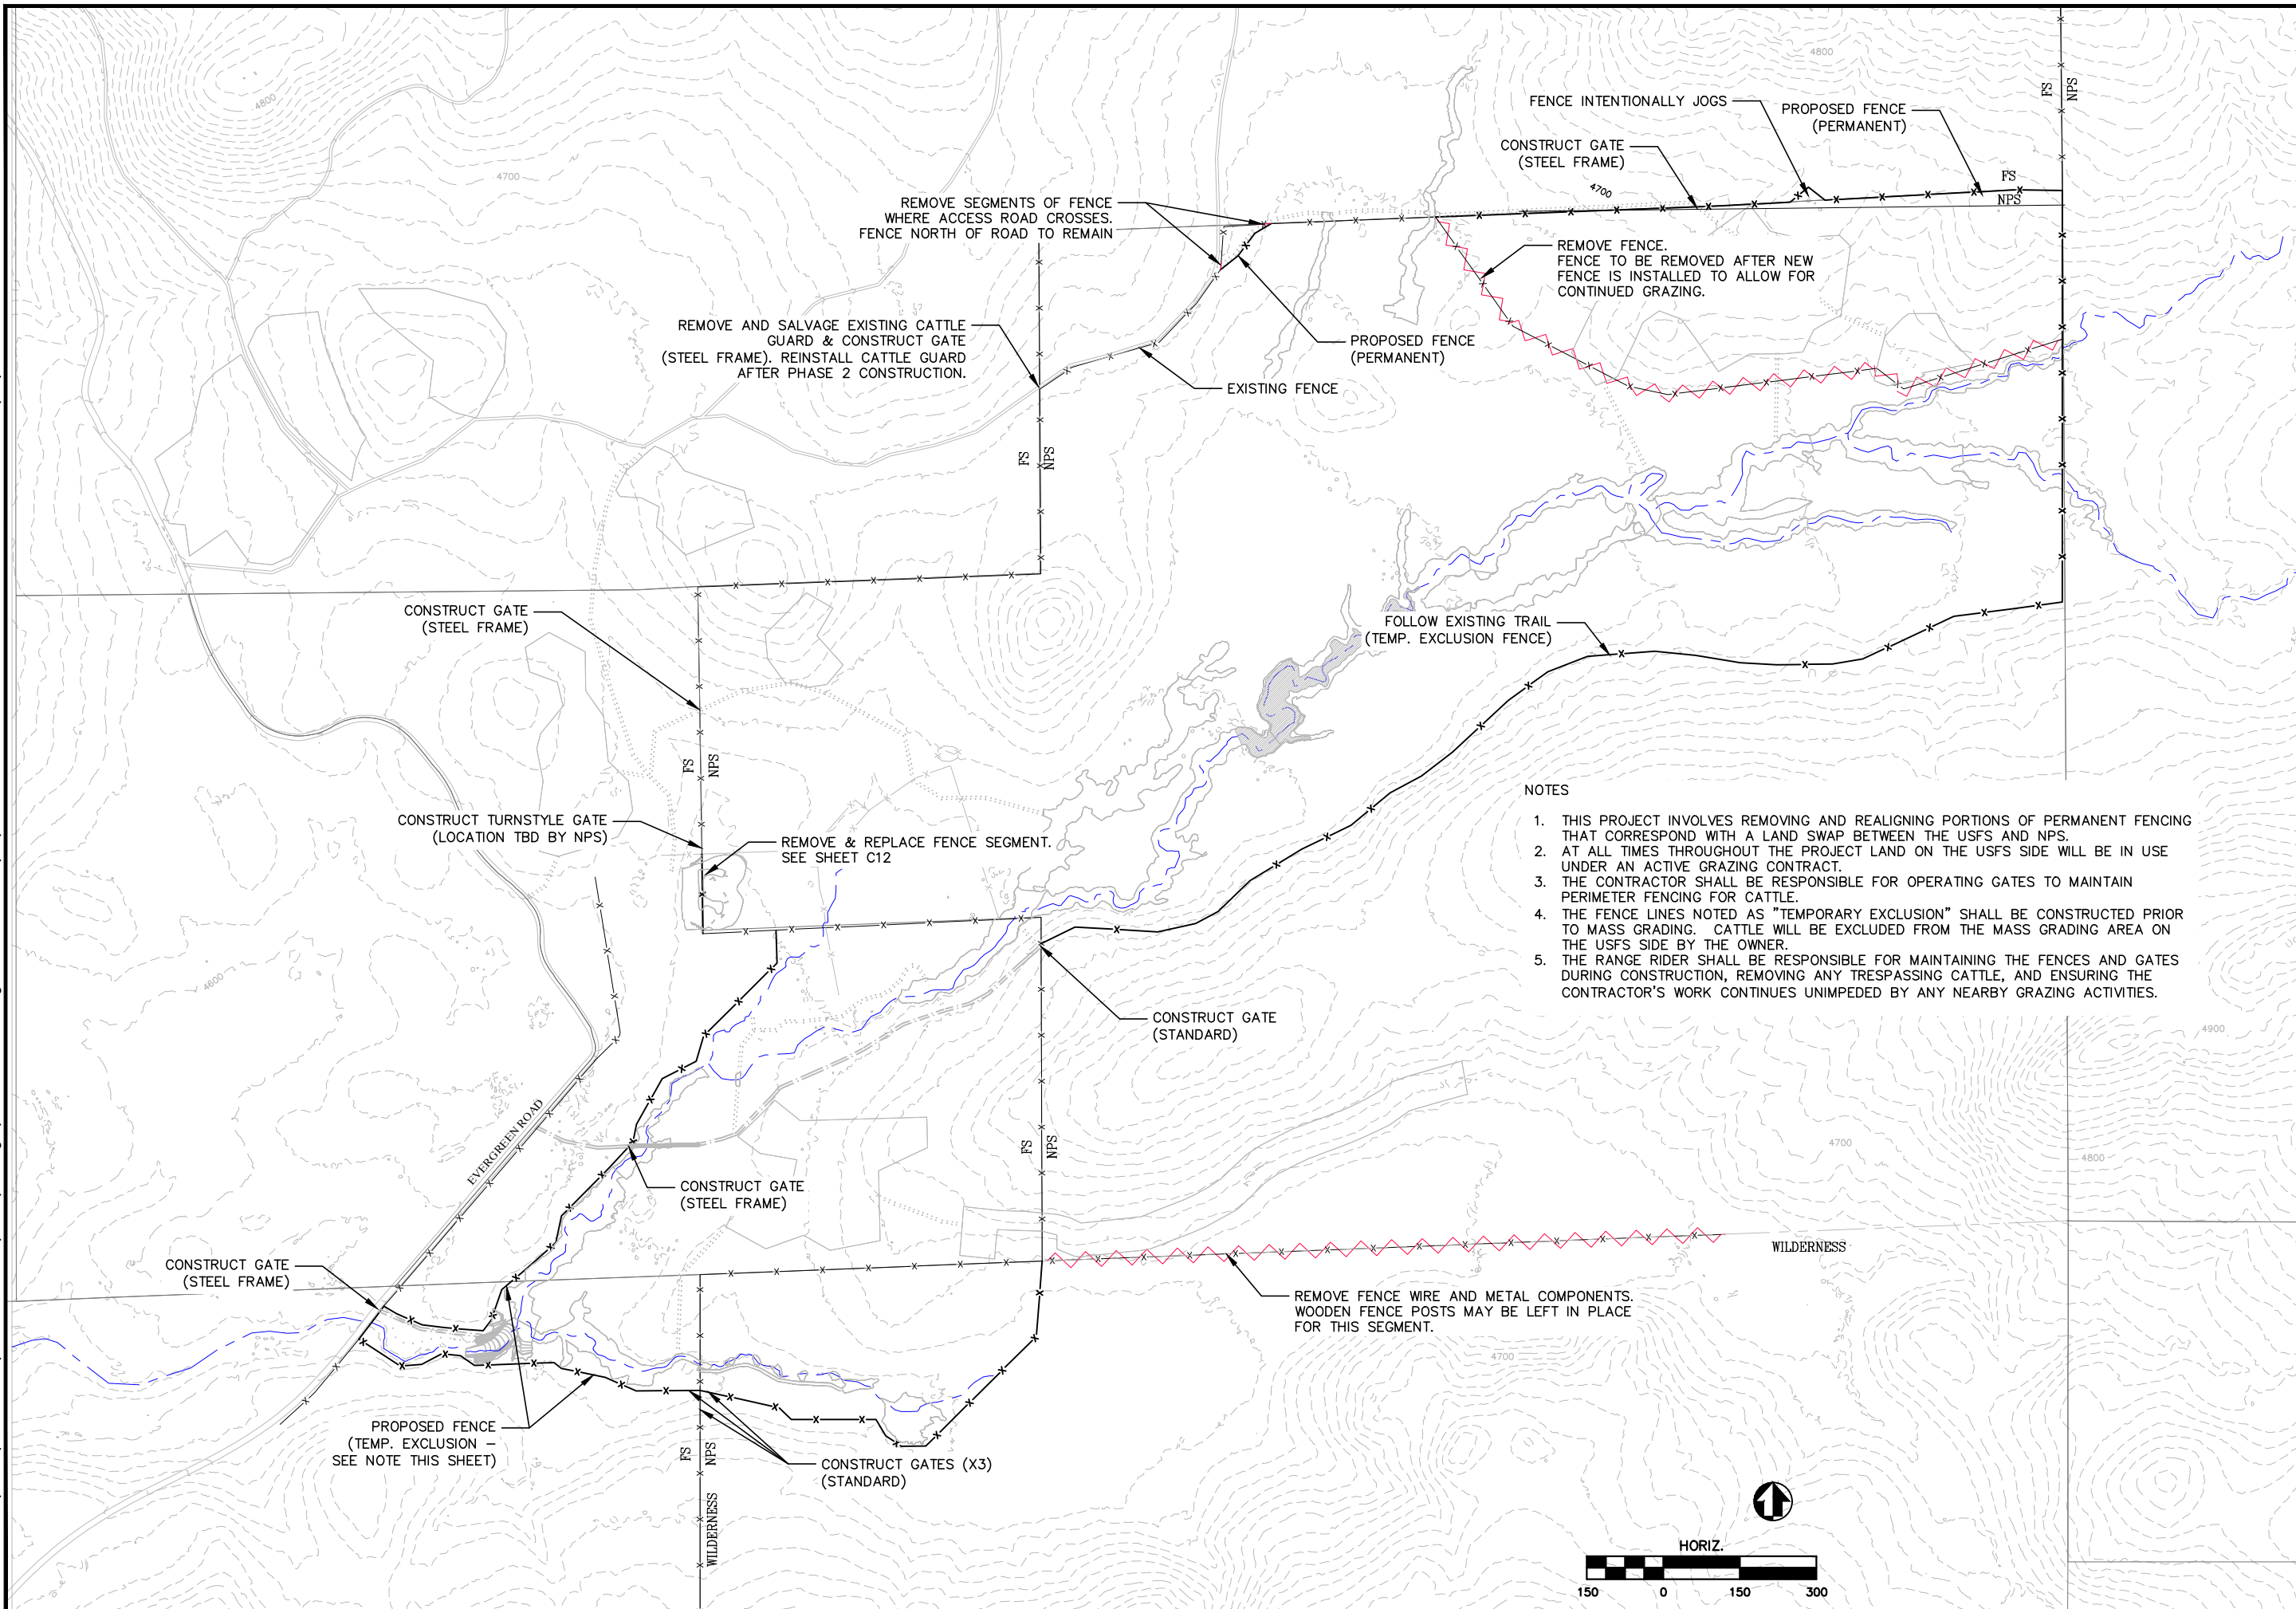 4800
4800
FS
NPS
FENCE INTENTIONALLY JOGS
PROPOSED FENCE
(PERMANENT)
CONSTRUCT GATE
(STEEL FRAME)
4700
4700
FS
NPS
REMOVE SEGMENTS OF FENCE
WHERE ACCESS ROAD CROSSES.
FENCE NORTH OF ROAD TO REMAIN
REMOVE FENCE.
FENCE TO BE REMOVED AFTER NEW
FENCE IS INSTALLED TO ALLOW FOR
CONTINUED GRAZING.
REMOVE AND SALVAGE EXISTING CATTLE
GUARD & CONSTRUCT GATE
(STEEL FRAME). REINSTALL CATTLE GUARD
AFTER PHASE 2 CONSTRUCTION.
PROPOSED FENCE
(PERMANENT)
EXISTING FENCE
FS
NPS
CONSTRUCT GATE
(STEEL FRAME)
FOLLOW EXISTING TRAIL
(TEMP. EXCLUSION FENCE)
FS
NPS
CONSTRUCT TURNSTYLE GATE
(LOCATION TBD BY NPS)
REMOVE & REPLACE FENCE SEGMENT.
SEE SHEET C12
NOTES
1. THIS PROJECT INVOLVES REMOVING AND REALIGNING PORTIONS OF PERMANENT FENCING
THAT CORRESPOND WITH A LAND SWAP BETWEEN THE USFS AND NPS.
2. AT ALL TIMES THROUGHOUT THE PROJECT LAND ON THE USFS SIDE WILL BE IN USE
UNDER AN ACTIVE GRAZING CONTRACT.
3. THE CONTRACTOR SHALL BE RESPONSIBLE FOR OPERATING GATES TO MAINTAIN
PERIMETER FENCING FOR CATTLE.
4. THE FENCE LINES NOTED AS "TEMPORARY EXCLUSION" SHALL BE CONSTRUCTED PRIOR
TO MASS GRADING. CATTLE WILL BE EXCLUDED FROM THE MASS GRADING AREA ON
THE USFS SIDE BY THE OWNER.
5. THE RANGE RIDER SHALL BE RESPONSIBLE FOR MAINTAINING THE FENCES AND GATES
DURING CONSTRUCTION, REMOVING ANY TRESPASSING CATTLE, AND ENSURING THE
CONTRACTOR'S WORK CONTINUES UNIMPEDED BY ANY NEARBY GRAZING ACTIVITIES.
4600
CONSTRUCT GATE
(STANDARD)
4900
EVERGREEN ROAD
FS
NPS
4700
4800
CONSTRUCT GATE
(STEEL FRAME)
CONSTRUCT GATE
(STEEL FRAME)
WILDERNESS
REMOVE FENCE WIRE AND METAL COMPONENTS.
WOODEN FENCE POSTS MAY BE LEFT IN PLACE
FOR THIS SEGMENT.
4700
PROPOSED FENCE
(TEMP. EXCLUSION –
SEE NOTE THIS SHEET)
FS
NPS
CONSTRUCT GATES (X3)
(STANDARD)
WILDERNESS
HORIZ.
150 0 150 300